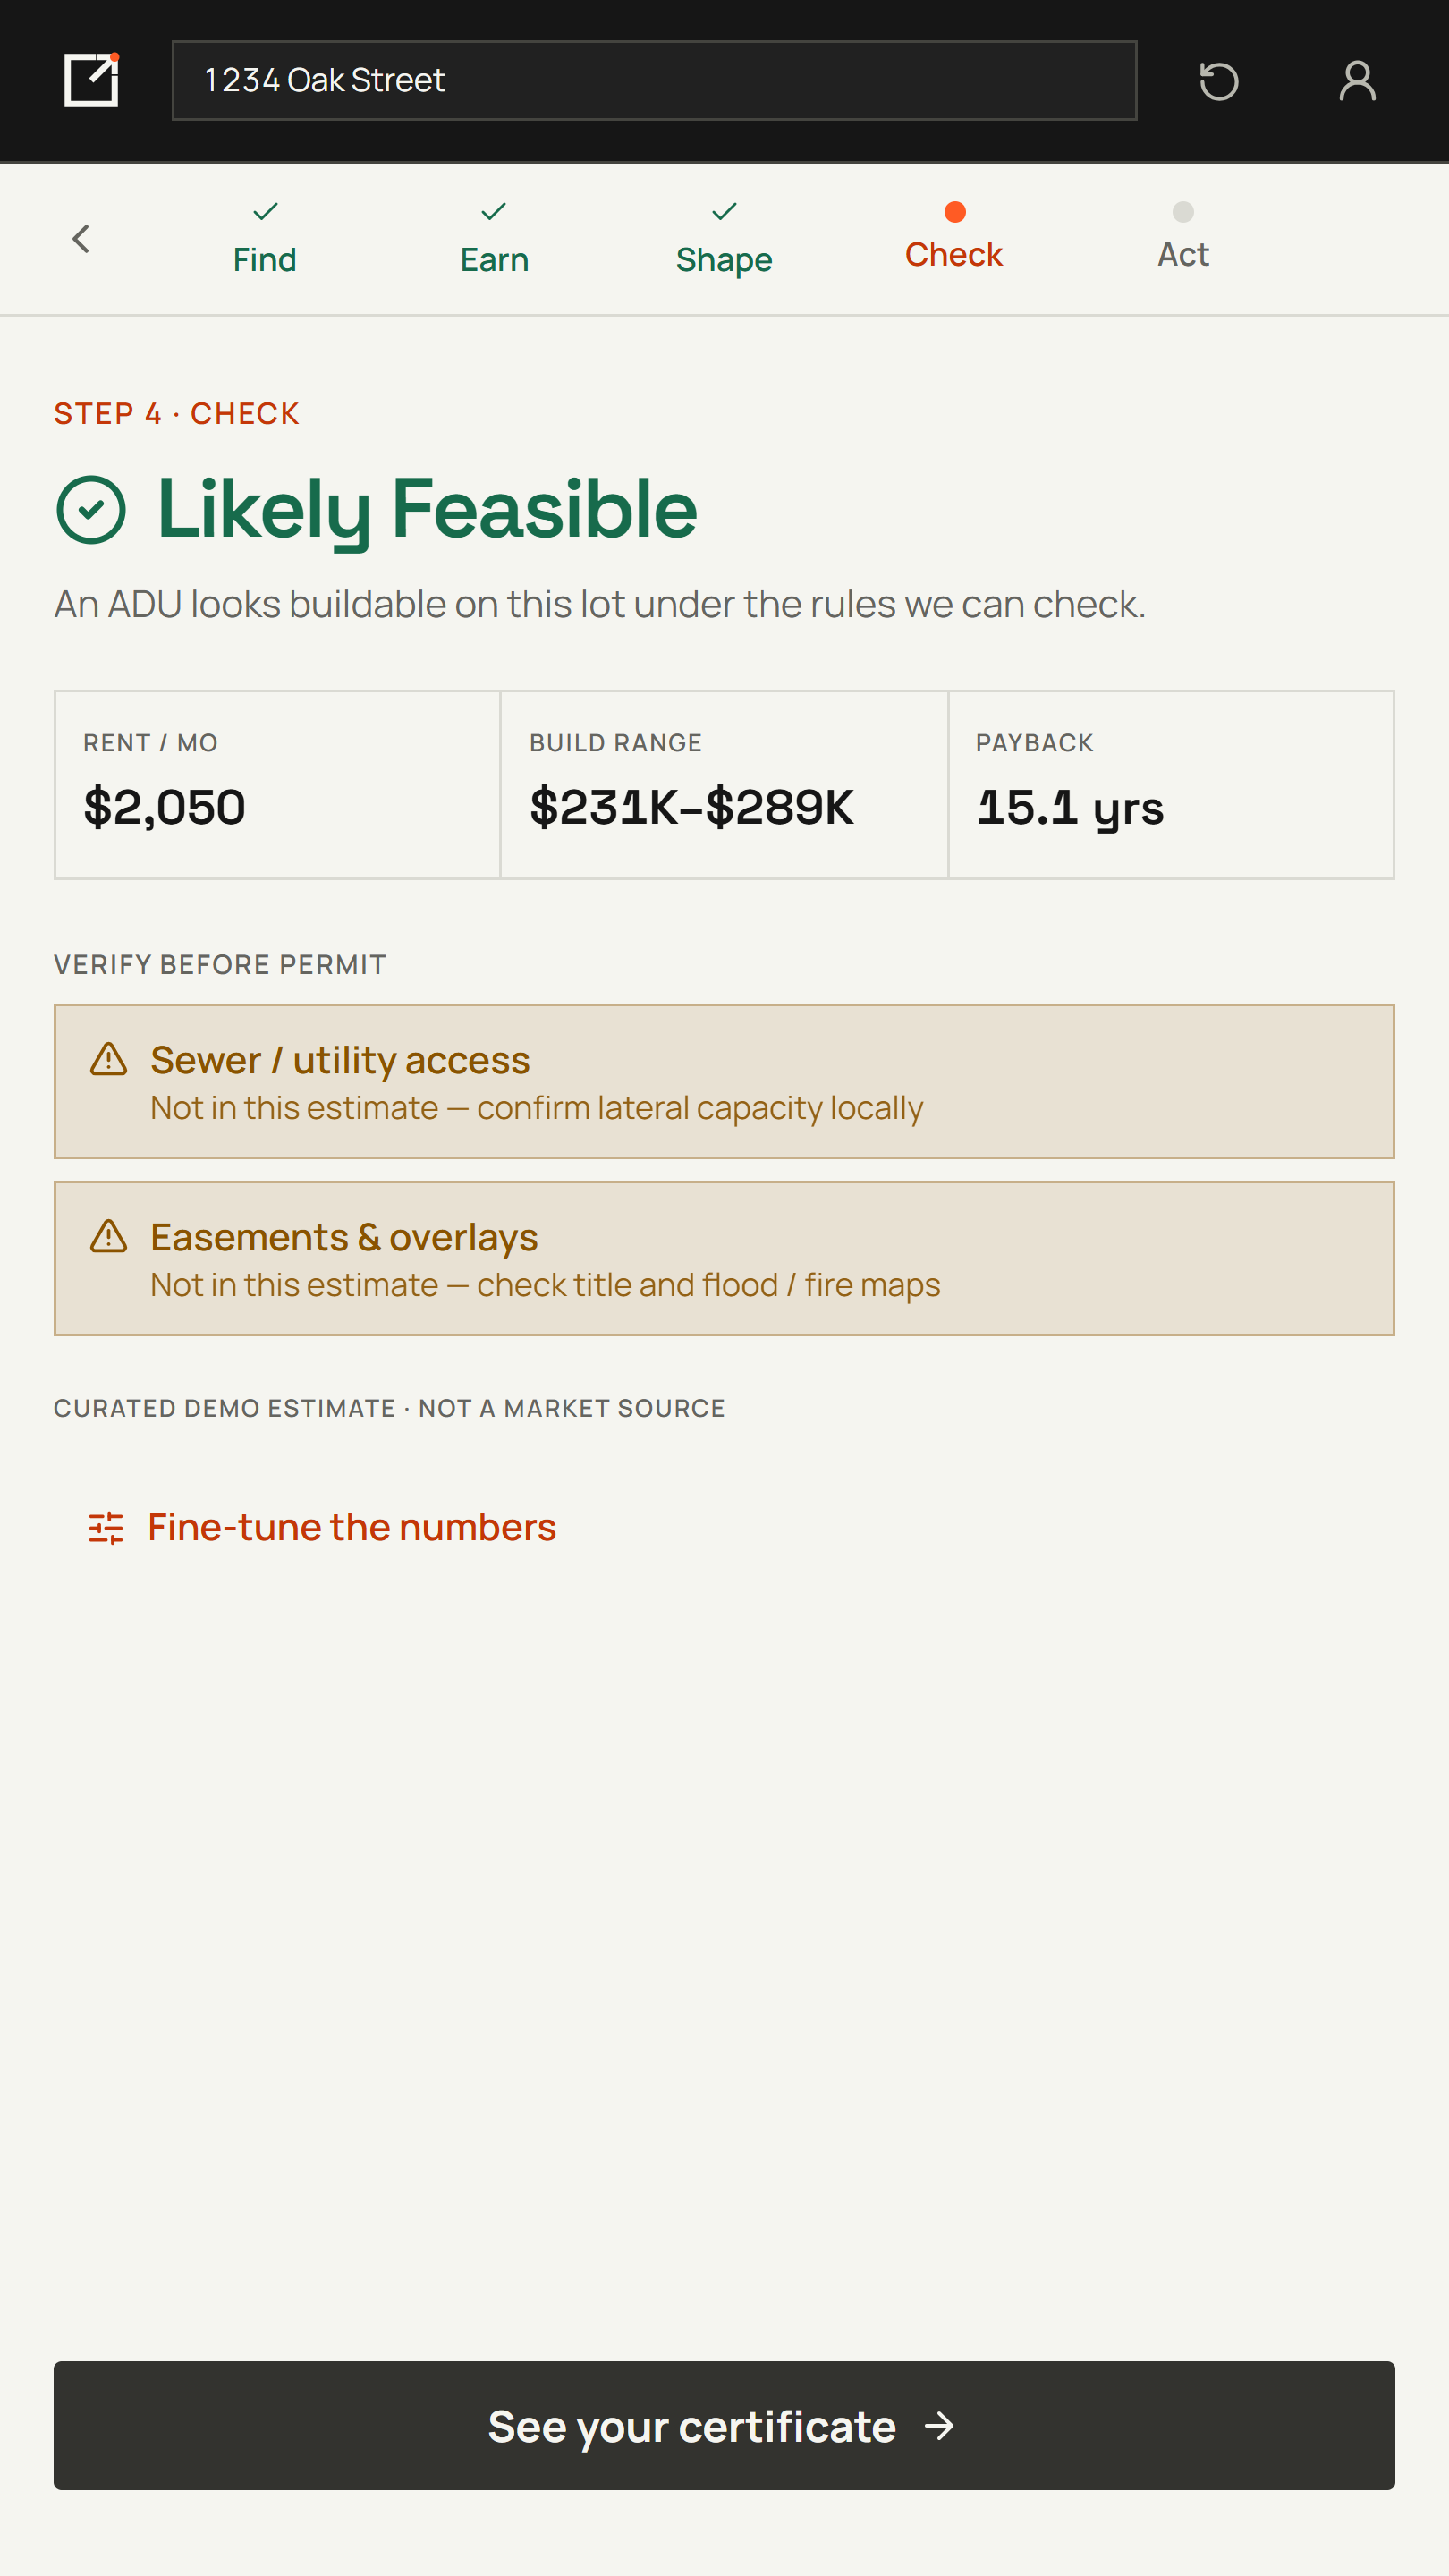 1234 Oak Street
Find
Earn
Shape
Check
Act
STEP 4 · CHECK
Likely Feasible
An ADU looks buildable on this lot under the rules we can check.
RENT / MO
$2,050
BUILD RANGE
$231K–$289K
PAYBACK
15.1 yrs
VERIFY BEFORE PERMIT
Sewer / utility access
Not in this estimate — confirm lateral capacity locally
Easements & overlays
Not in this estimate — check title and flood / fire maps
CURATED DEMO ESTIMATE · NOT A MARKET SOURCE
Fine-tune the numbers
See your certificate →